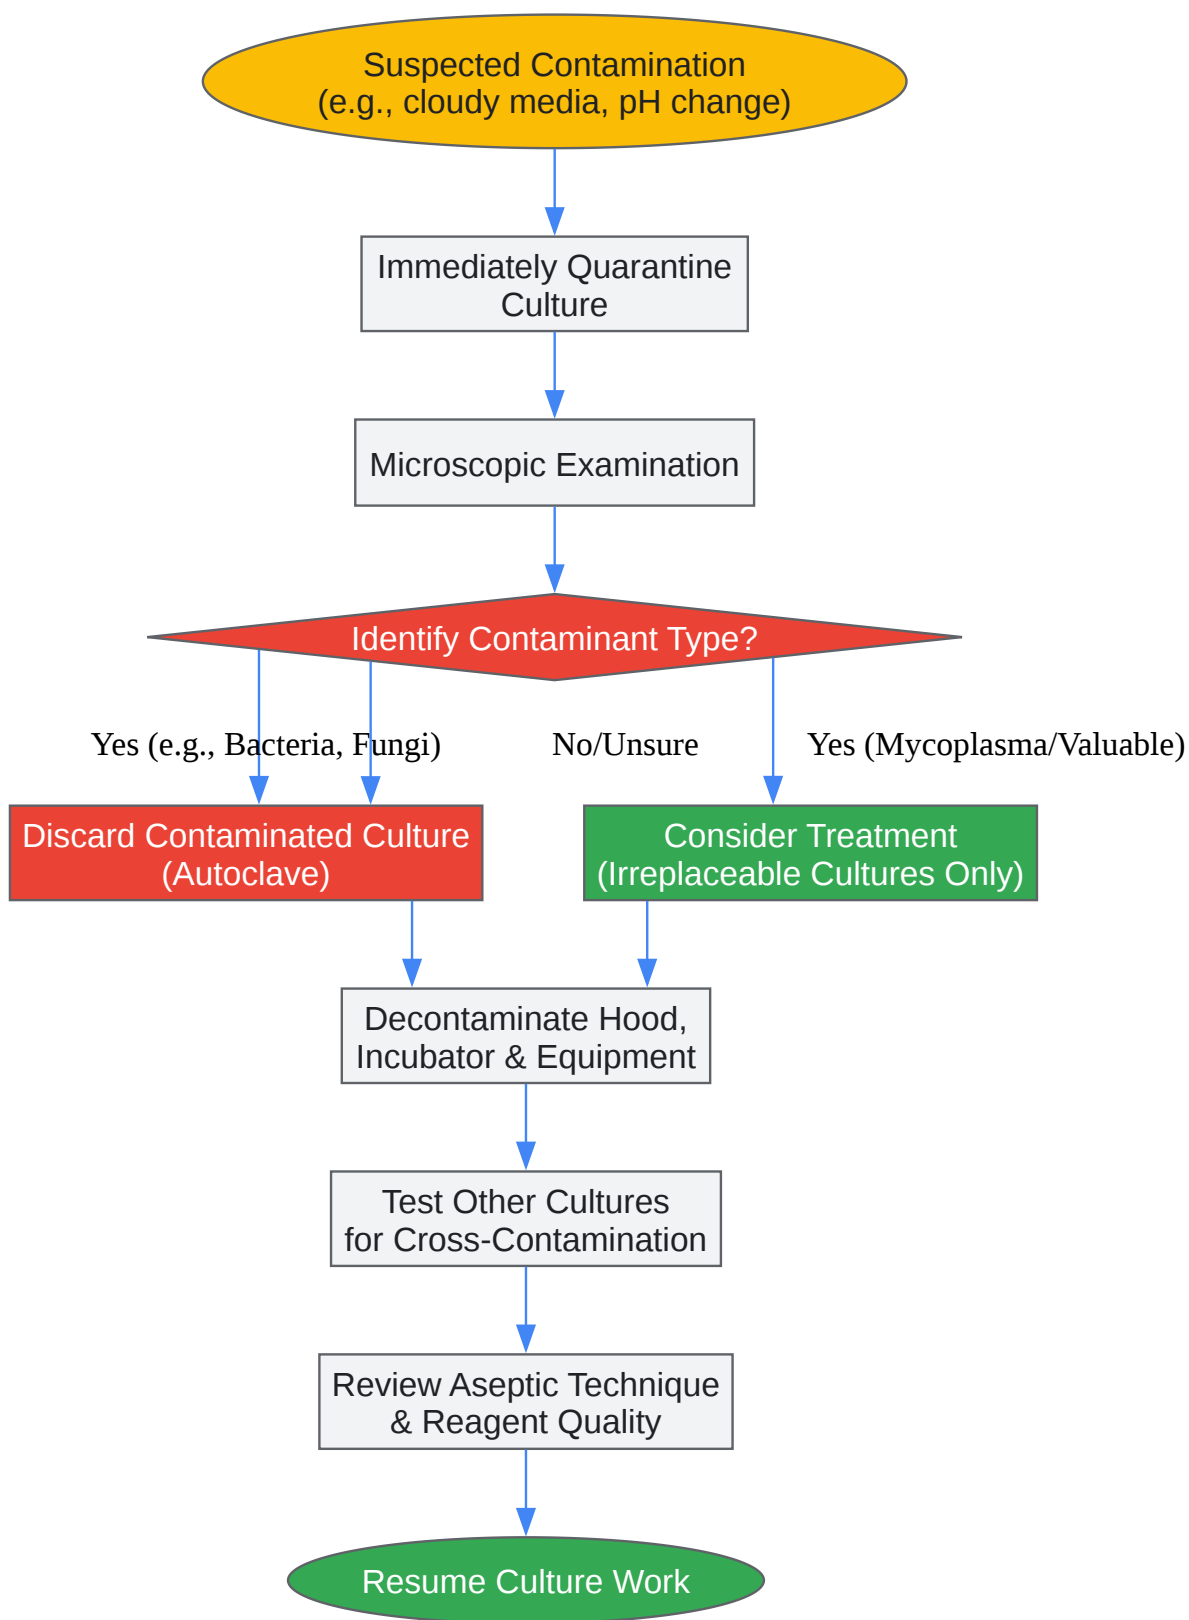 Suspected Contamination
(e.g., cloudy media, pH change)
Immediately Quarantine
Culture
Microscopic Examination
Identify Contaminant Type?
Yes (e.g., Bacteria, Fungi)
No/Unsure
Yes (Mycoplasma/Valuable)
Discard Contaminated Culture
(Autoclave)
Consider Treatment
(Irreplaceable Cultures Only)
Decontaminate Hood,
Incubator & Equipment
Test Other Cultures
for Cross-Contamination
Review Aseptic Technique
& Reagent Quality
Resume Culture Work